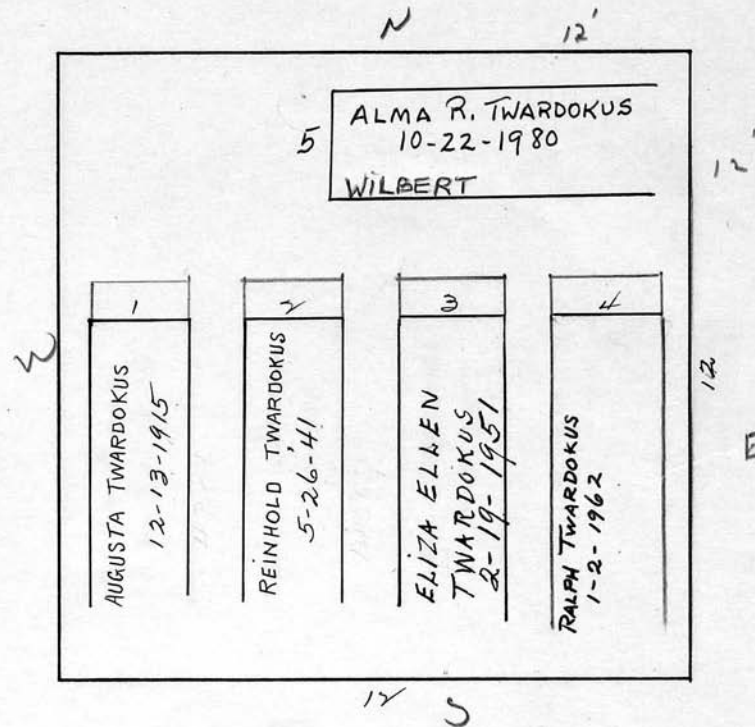 N 12'
ALMA R. TWARDOKUS
5 10-22-1980
12'
WILBERT
1 2 3 4
W
12
E
AUGUSTA TWARDOKUS
12-13-1915
REINHOLD TWARDOKUS
5-26-'41
ELIZA ELLEN
TWARDOKUS
2-19-1951
RALPH TWARDOKUS
1-2-1962
12
S